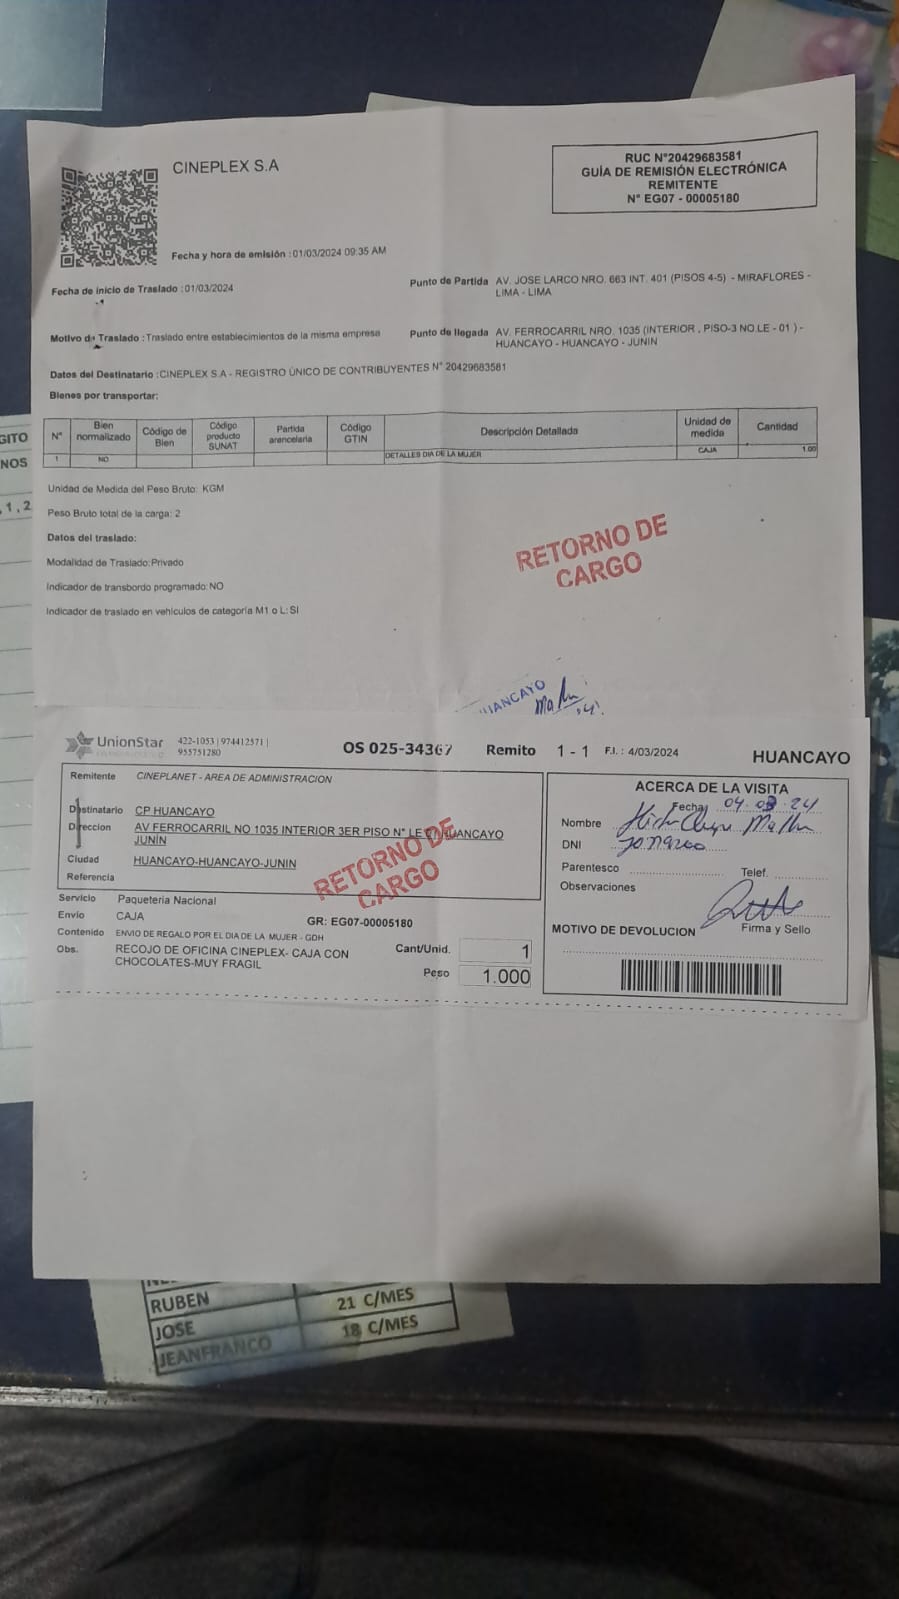 CINEPLEX S.A
RUC N°20429683581
GUÍA DE REMISIÓN ELECTRÓNICA
REMITENTE
N° EG07 - 00005180
Fecha y hora de emisión :01/03/2024 09:35 AM
Fecha de inicio de Traslado :01/03/2024
Punto de Partida AV. JOSE LARCO NRO. 663 INT. 401 (PISOS 4-5) - MIRAFLORES -
LIMA - LIMA
Motivo de Traslado :Traslado entre establecimientos de la misma empresa
Punto de llegada AV. FERROCARRIL NRO. 1035 (INTERIOR , PISO-3 NO.LE - 01 ) -
HUANCAYO - HUANCAYO - JUNIN
Datos del Destinatario :CINEPLEX S.A - REGISTRO ÚNICO DE CONTRIBUYENTES N° 20429683581
Bienes por transportar:
N° Bien normalizado Código de Bien Código producto SUNAT Partida arancelaria Código GTIN Descripción Detallada Unidad de medida Cantidad
1 NO DETALLES DIA DE LA MUJER CAJA 1.00
Unidad de Medida del Peso Bruto: KGM
Peso Bruto total de la carga: 2
Datos del traslado:
Modalidad de Traslado:Privado
Indicador de transbordo programado:NO
Indicador de traslado en vehículos de categoría M1 o L:SI
RETORNO DE
CARGO
HUANCAYO
UnionStar 422-1053 | 974412571 |
955751280
OS 025-34367 Remito 1 - 1 F.I. : 4/03/2024 HUANCAYO
Remitente CINEPLANET - AREA DE ADMINISTRACION
Destinatario CP HUANCAYO
Direccion AV FERROCARRIL NO 1035 INTERIOR 3ER PISO N° LE 01 HUANCAYO
JUNIN
Ciudad HUANCAYO-HUANCAYO-JUNIN
Referencia
RETORNO DE
CARGO
Servicio Paqueteria Nacional
Envio CAJA
GR: EG07-00005180
Contenido ENVIO DE REGALO POR EL DIA DE LA MUJER - GDH
Obs. RECOJO DE OFICINA CINEPLEX- CAJA CON
CHOCOLATES-MUY FRAGIL
Cant/Unid. 1
Peso 1.000
ACERCA DE LA VISITA
Fecha 04.03.24
Nombre
DNI
Parentesco Telef.
Observaciones
Firma y Sello
MOTIVO DE DEVOLUCION
GITO
NOS
, 1 , 2
RUBEN 21 C/MES
JOSE 18 C/MES
JEANFRANCO